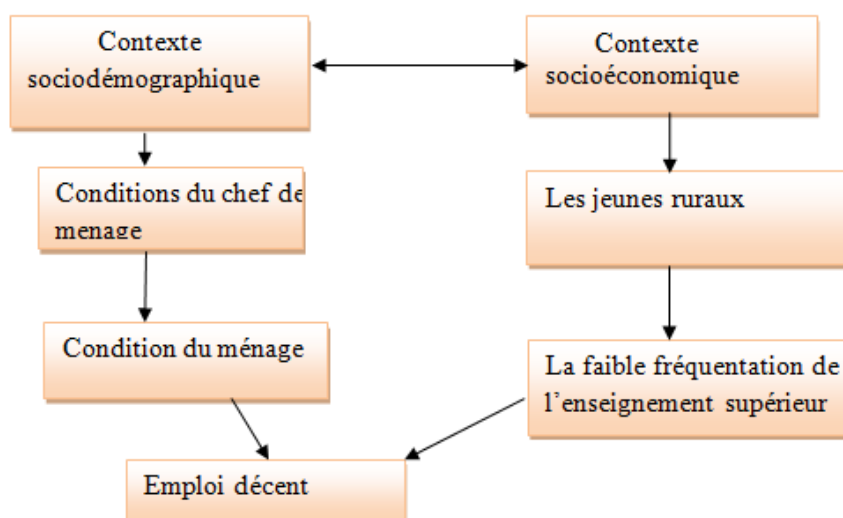 Contexte
sociodémographique
Contexte
socioéconomique
Conditions du chef de
menage
Les jeunes ruraux
Condition du ménage
La faible fréquentation de
l’enseignement supérieur
Emploi décent